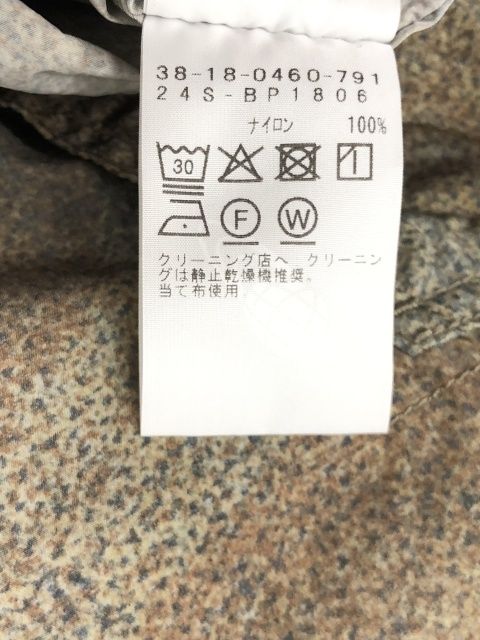 38-18-0460-791
24S-BP1806
ナイロン 100%
30
F W
クリーニング店へ クリーニン
グは静止乾燥機推奨。
当て布使用。